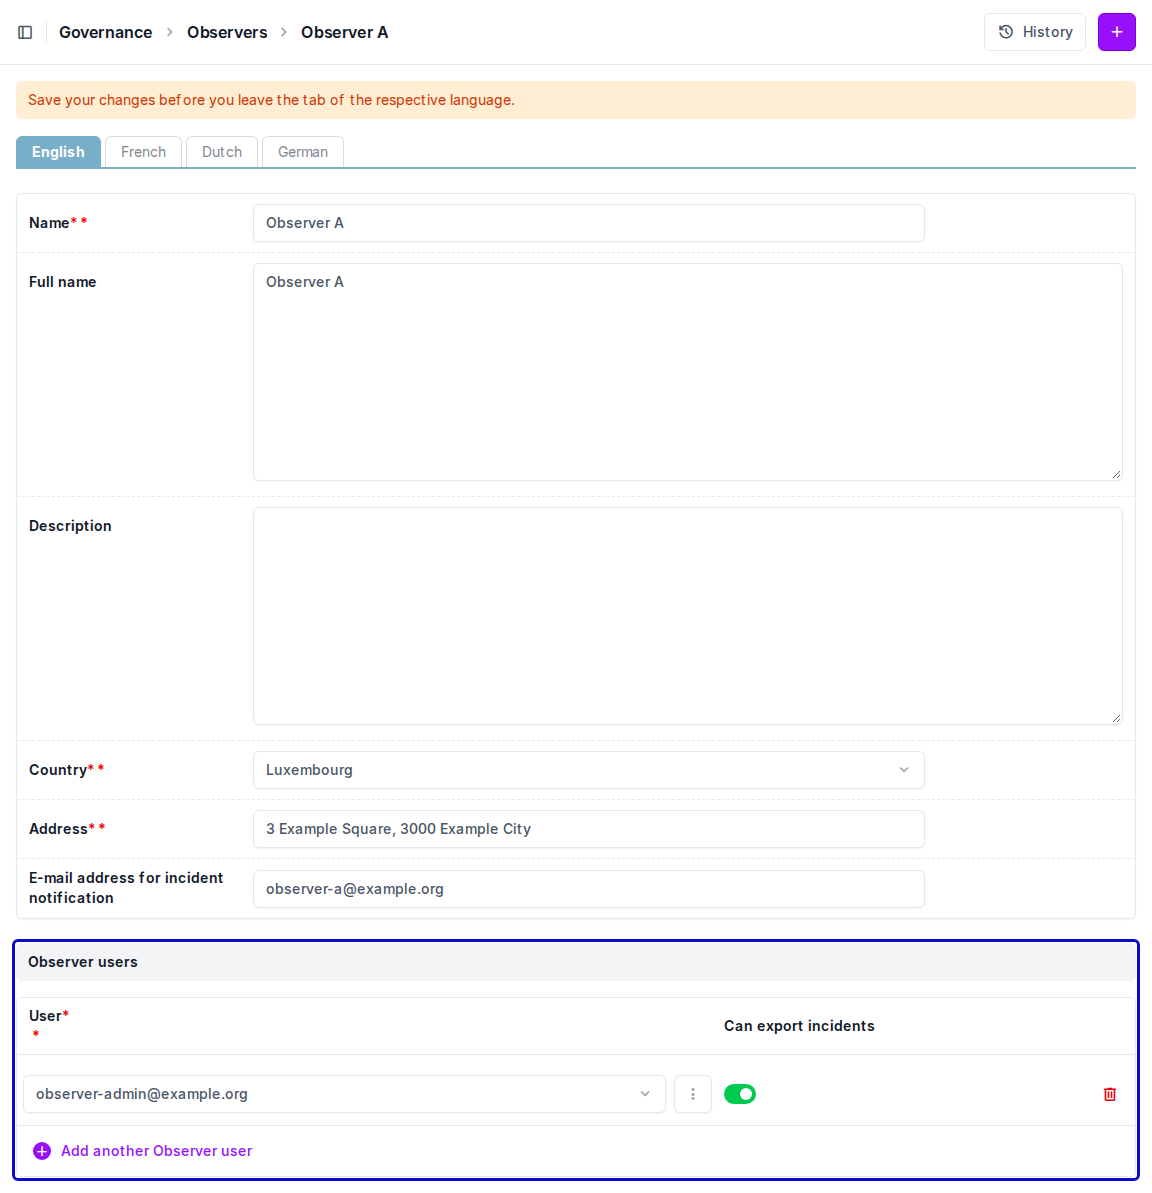 Governance > Observers > Observer A
History
+
Save your changes before you leave the tab of the respective language.
English French Dutch German
Name**
Observer A
Full name
Observer A
Description
Country**
Luxembourg
Address**
3 Example Square, 3000 Example City
E-mail address for incident
notification
observer-a@example.org
Observer users
User*
*
Can export incidents
observer-admin@example.org
Add another Observer user